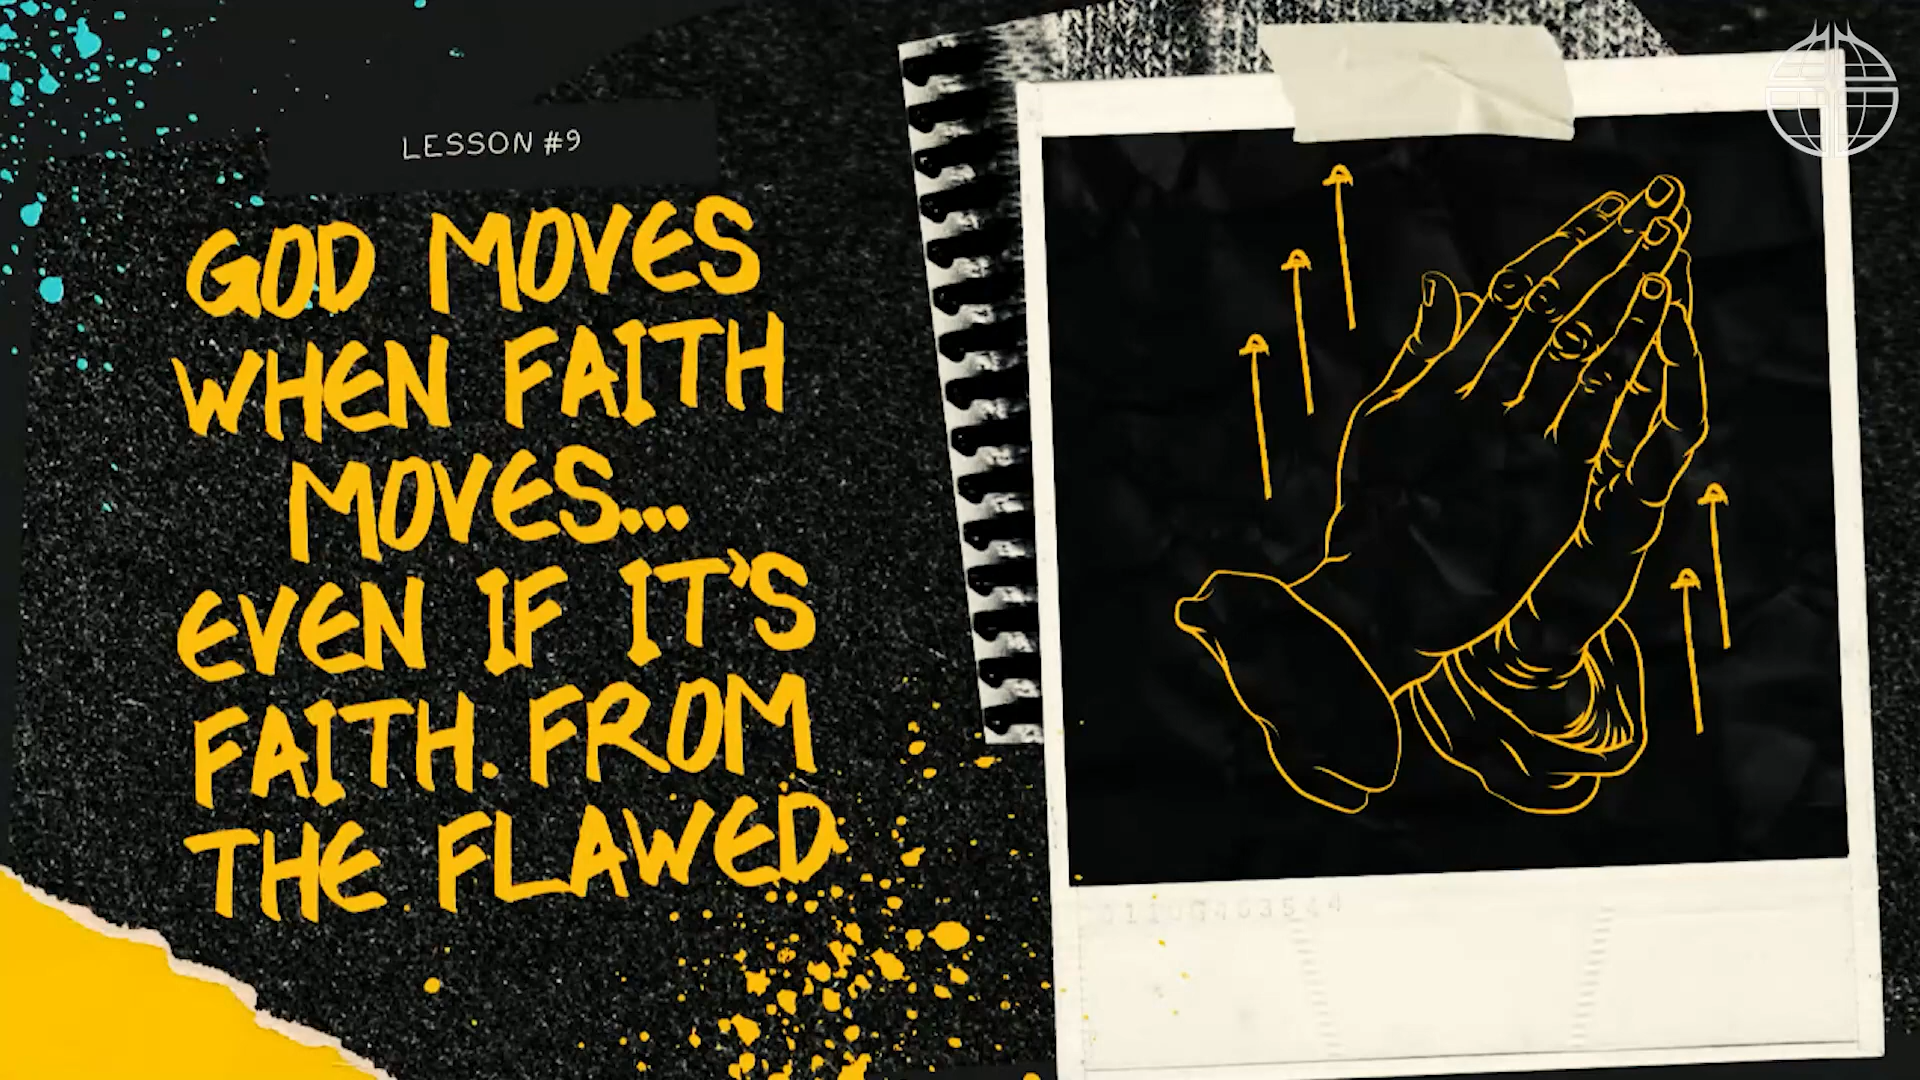 LESSON #9
GOD MOVES
WHEN FAITH
MOVES...
EVEN IF IT'S
FAITH FROM
THE FLAWED